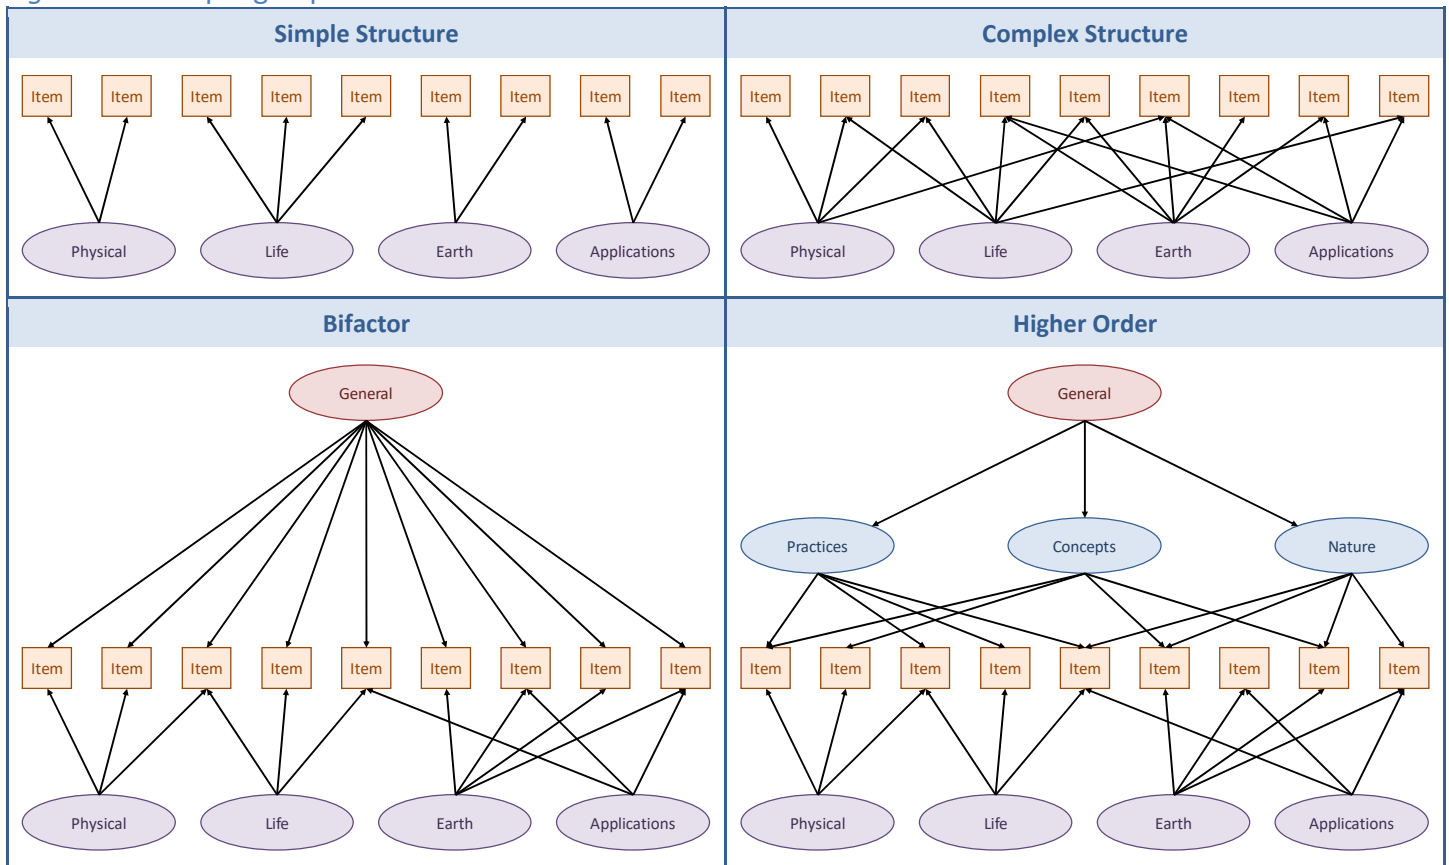 Simple Structure
Complex Structure
Item Item Item Item Item Item Item Item Item
Item Item Item Item Item Item Item Item Item
Physical Life Earth Applications
Physical Life Earth Applications
Bifactor
Higher Order
General
General
Practices Concepts Nature
Item Item Item Item Item Item Item Item Item
Item Item Item Item Item Item Item Item Item
Physical Life Earth Applications
Physical Life Earth Applications